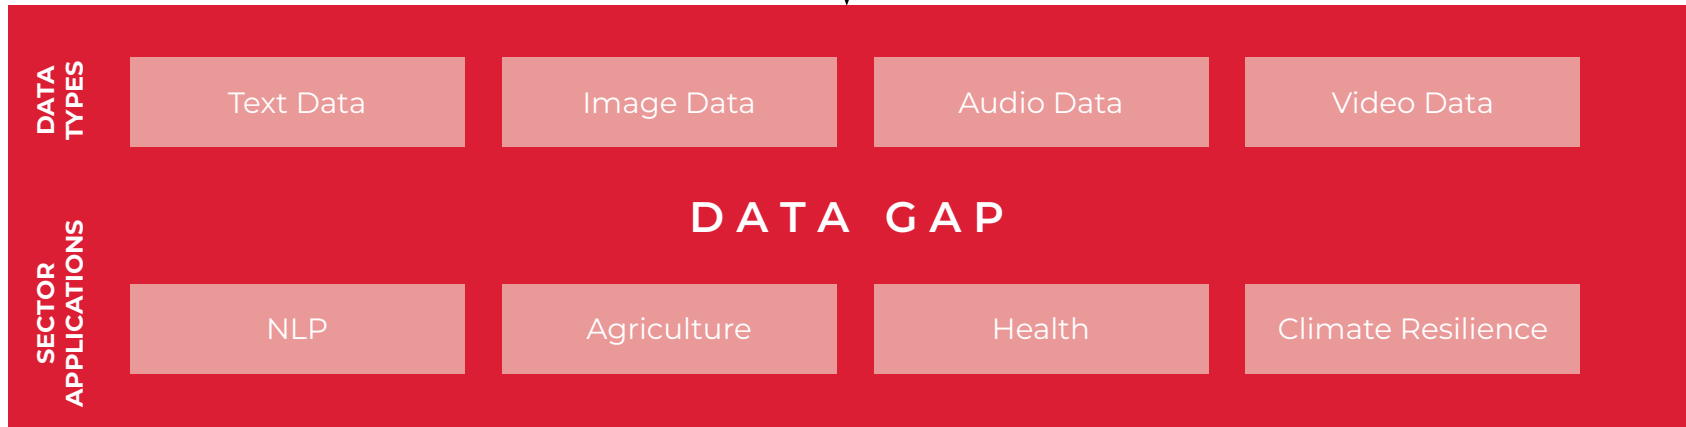 DATA
TYPES
Text Data
Image Data
Audio Data
Video Data
DATA GAP
SECTOR
APPLICATIONS
NLP
Agriculture
Health
Climate Resilience